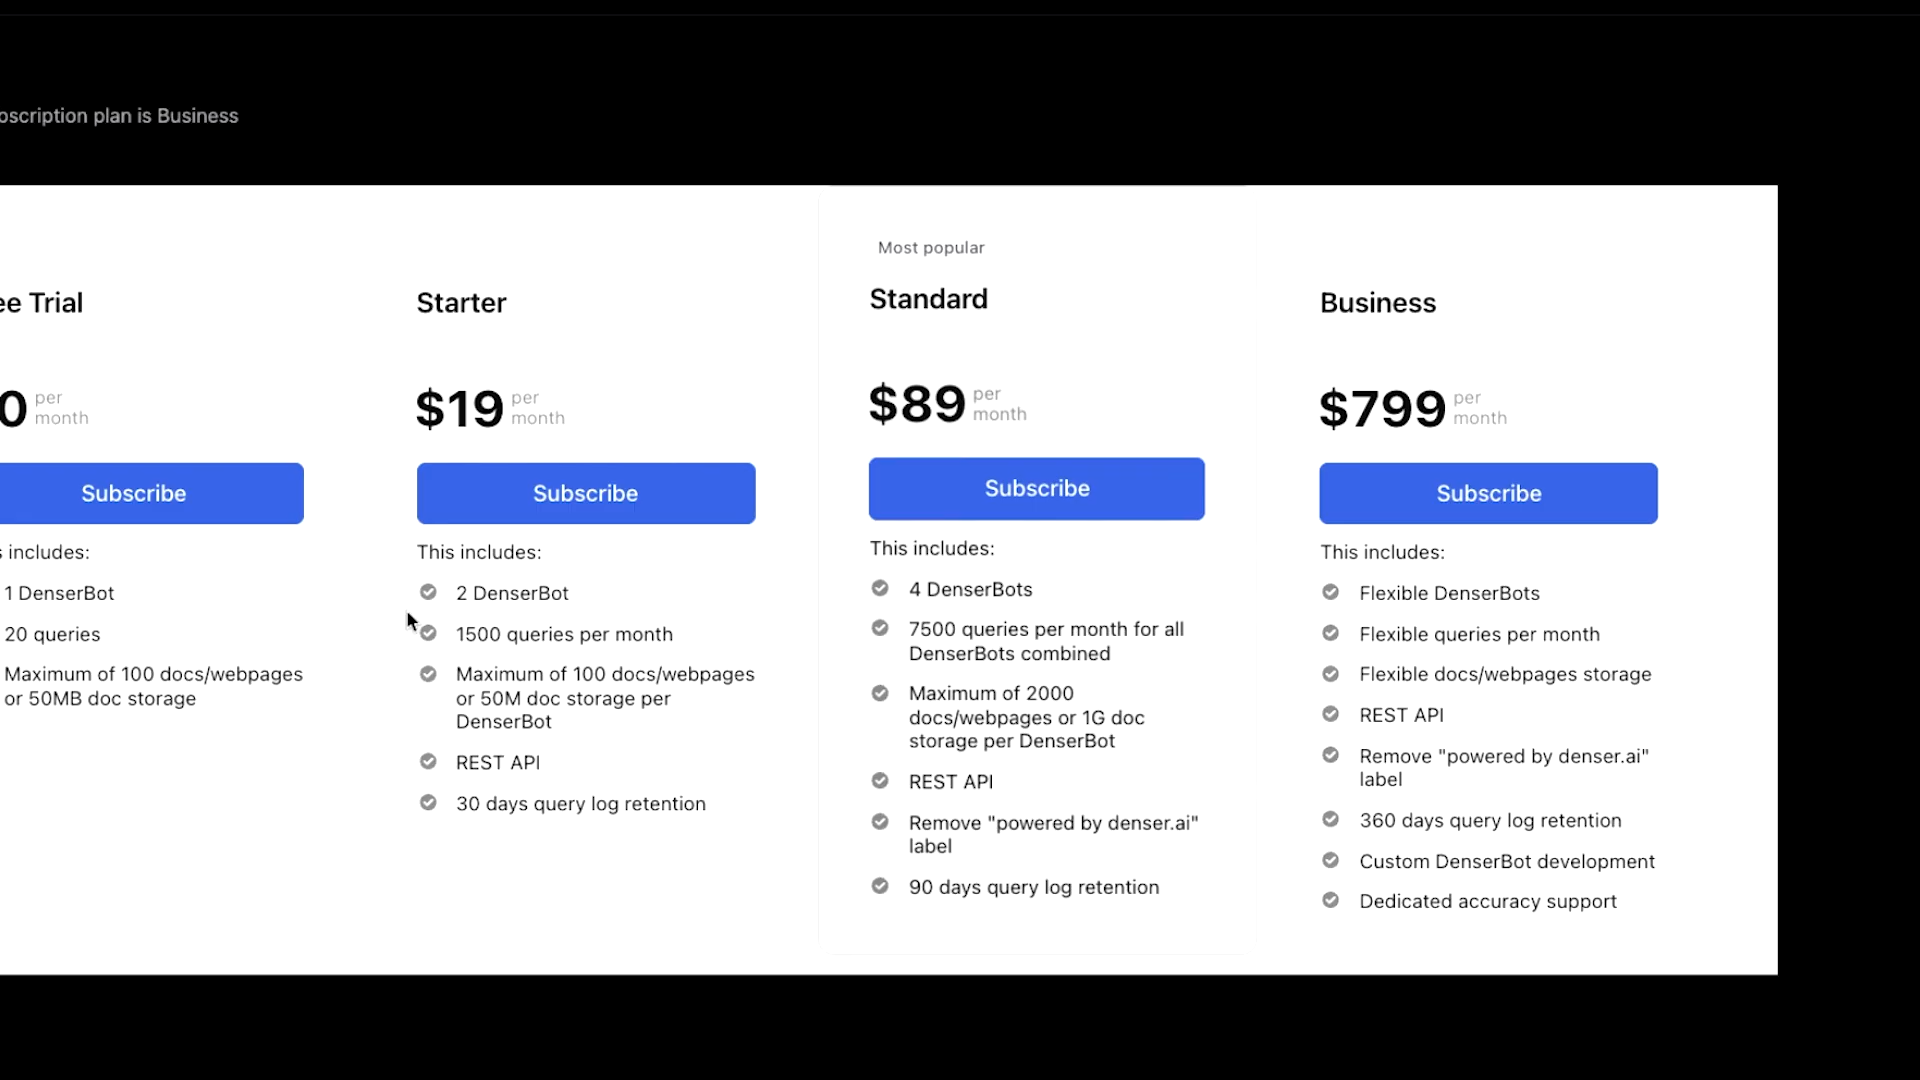 plan is Business
Trial
per
month
Subscribe
includes:
1 DenserBot
20 queries
Maximum of 100 docs/webpages
or 50MB doc storage
Starter
$19 per
month
Subscribe
This includes:
2 DenserBot
1500 queries per month
Maximum of 100 docs/webpages
or 50M doc storage per
DenserBot
REST API
30 days query log retention
Most popular
Standard
$89 per
month
Subscribe
This includes:
4 DenserBots
7500 queries per month for all
DenserBots combined
Maximum of 2000
docs/webpages or 1G doc
storage per DenserBot
REST API
Remove "powered by denser.ai"
label
90 days query log retention
Business
$799 per
month
Subscribe
This includes:
Flexible DenserBots
Flexible queries per month
Flexible docs/webpages storage
REST API
Remove "powered by denser.ai"
label
360 days query log retention
Custom DenserBot development
Dedicated accuracy support